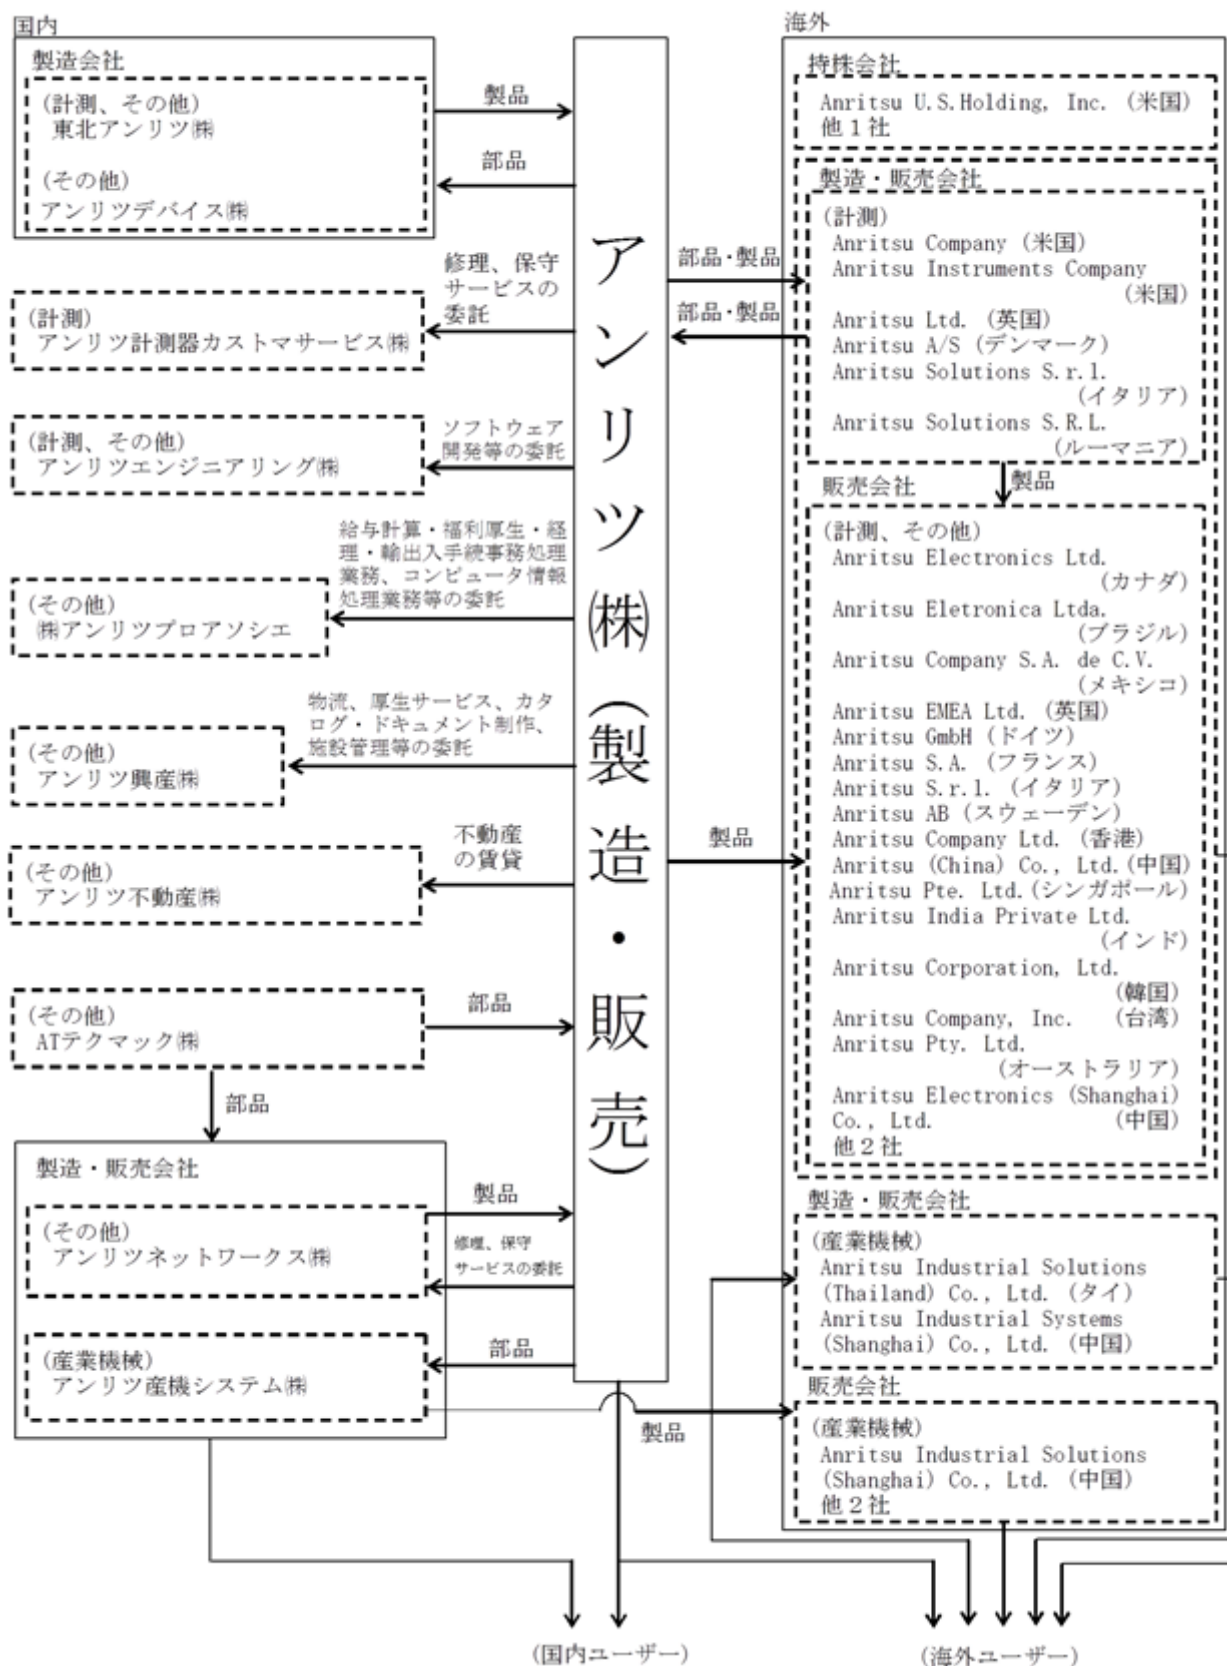 国内
製造会社
(計測、その他)
東北アンリツ㈱
(その他)
アンリツデバイス㈱
製品
部品
修理、保守
サービスの
委託
(計測)
アンリツ計測器カストマサービス㈱
ソフトウェア
開発等の委託
(計測、その他)
アンリツエンジニアリング㈱
給与計算・福利厚生・経
理・輸出入手続事務処理
業務、コンピュータ情報
処理業務等の委託
(その他)
㈱アンリツプロアソシエ
物流、厚生サービス、カタ
ログ・ドキュメント制作、
施設管理等の委託
(その他)
アンリツ興産㈱
不動産
の賃貸
(その他)
アンリツ不動産㈱
部品
(その他)
ATテクマック㈱
部品
製造・販売会社
(その他)
アンリツネットワークス㈱
製品
修理、保守
サービスの委託
(産業機械)
アンリツ産機システム㈱
部品
アンリツ㈱(製造・販売)
部品・製品
部品・製品
製品
製品
海外
持株会社
Anritsu U.S.Holding, Inc. (米国)
他１社
製造・販売会社
(計測)
Anritsu Company (米国)
Anritsu Instruments Company
(米国)
Anritsu Ltd. (英国)
Anritsu A/S (デンマーク)
Anritsu Solutions S.r.l.
(イタリア)
Anritsu Solutions S.R.L.
(ルーマニア)
製品
販売会社
(計測、その他)
Anritsu Electronics Ltd.
(カナダ)
Anritsu Eletronica Ltda.
(ブラジル)
Anritsu Company S.A. de C.V.
(メキシコ)
Anritsu EMEA Ltd. (英国)
Anritsu GmbH (ドイツ)
Anritsu S.A. (フランス)
Anritsu S.r.l. (イタリア)
Anritsu AB (スウェーデン)
Anritsu Company Ltd. (香港)
Anritsu (China) Co., Ltd. (中国)
Anritsu Pte. Ltd. (シンガポール)
Anritsu India Private Ltd.
(インド)
Anritsu Corporation, Ltd.
(韓国)
Anritsu Company, Inc. (台湾)
Anritsu Pty. Ltd.
(オーストラリア)
Anritsu Electronics (Shanghai)
Co., Ltd. (中国)
他２社
製造・販売会社
(産業機械)
Anritsu Industrial Solutions
(Thailand) Co., Ltd. (タイ)
Anritsu Industrial Systems
(Shanghai) Co., Ltd. (中国)
販売会社
(産業機械)
Anritsu Industrial Solutions
(Shanghai) Co., Ltd. (中国)
他２社
(国内ユーザー)
(海外ユーザー)